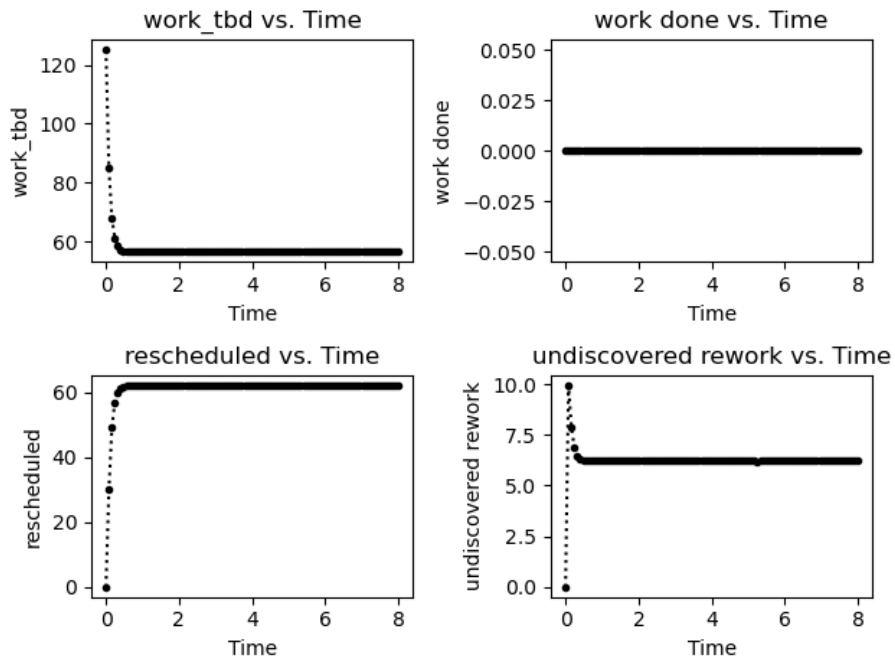 work_tbd vs. Time
120
100
80
60
work_tbd
0 2 4 6 8
Time
work done vs. Time
0.050
0.025
0.000
−0.025
−0.050
work done
0 2 4 6 8
Time
rescheduled vs. Time
60
40
20
0
rescheduled
0 2 4 6 8
Time
undiscovered rework vs. Time
10.0
7.5
5.0
2.5
0.0
undiscovered rework
0 2 4 6 8
Time